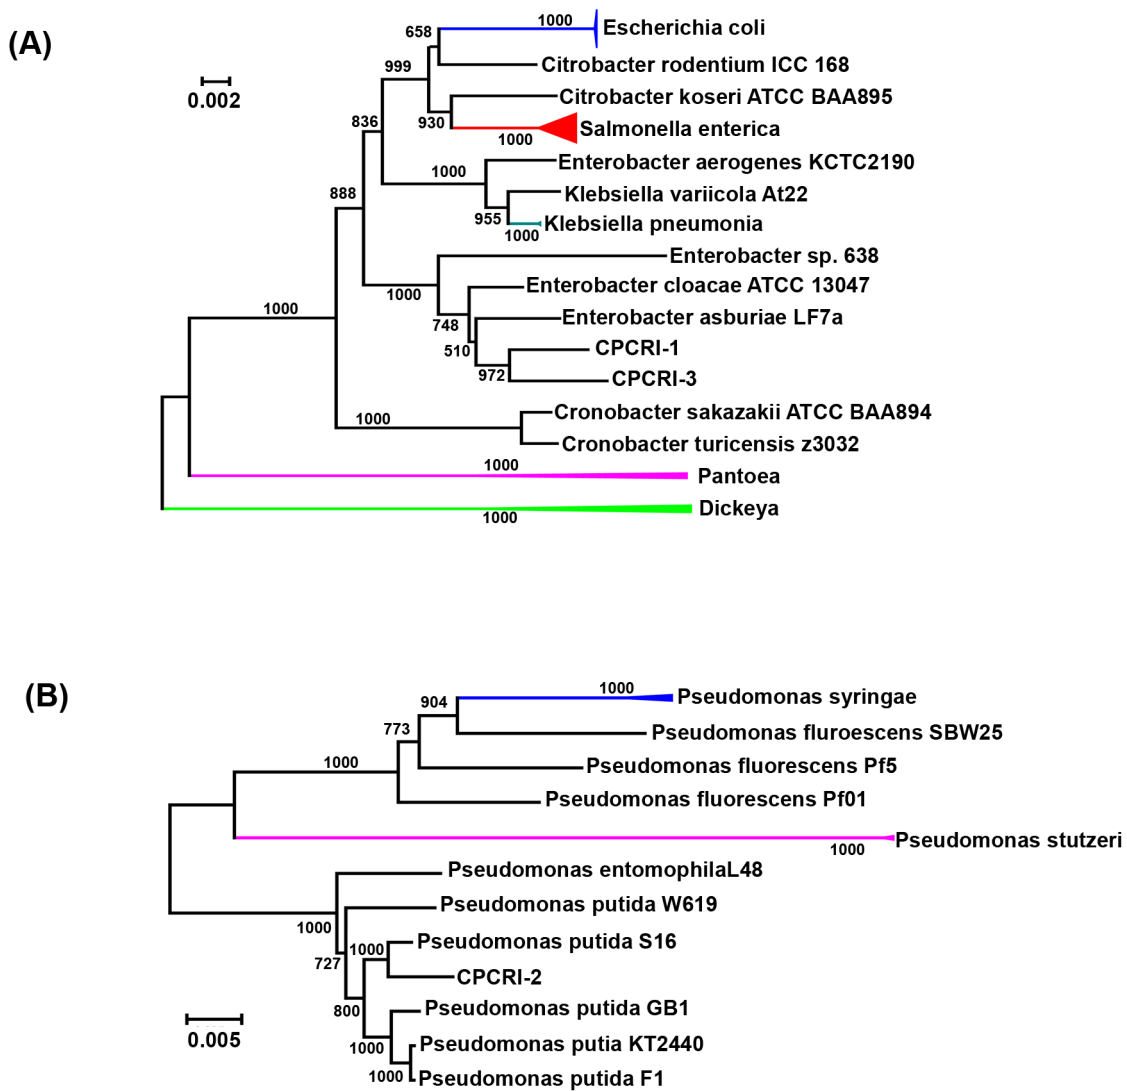 (A)
1000
Escherichia coli
658
Citrobacter rodentium ICC 168
999
0.002
Citrobacter koseri ATCC BAA895
930
836
Salmonella enterica
1000
Enterobacter aerogenes KCTC2190
1000
888
Klebsiella variicola At22
955
Klebsiella pneumonia
1000
Enterobacter sp. 638
1000
Enterobacter cloacae ATCC 13047
748
Enterobacter asburiae LF7a
1000
510
CPCRI-1
972
CPCRI-3
Cronobacter sakazakii ATCC BAA894
1000
Cronobacter turicensis z3032
1000
Pantoea
Dickeya
1000
(B)
1000
Pseudomonas syringae
904
773
Pseudomonas fluroescens SBW25
1000
Pseudomonas fluorescens Pf5
Pseudomonas fluorescens Pf01
Pseudomonas stutzeri
1000
Pseudomonas entomophilaL48
Pseudomonas putida W619
1000
Pseudomonas putida S16
1000
727
CPCRI-2
800
Pseudomonas putida GB1
0.005
1000
Pseudomonas putia KT2440
1000
Pseudomonas putida F1